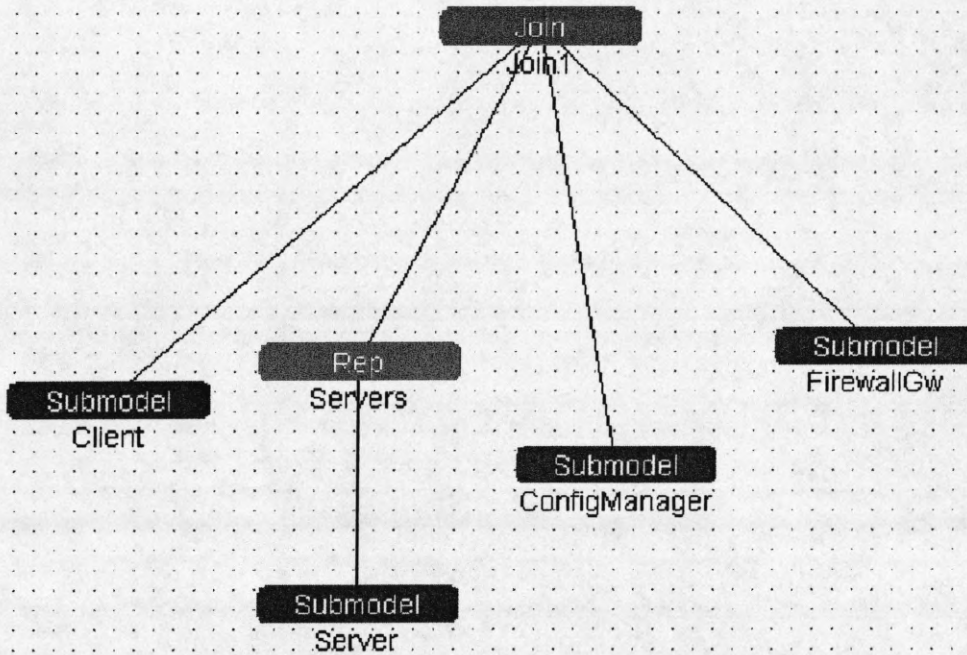 Join
Join1
Submodel
FirewallGw
Rep
Servers
Submodel
Client
Submodel
ConfigManager
Submodel
Server